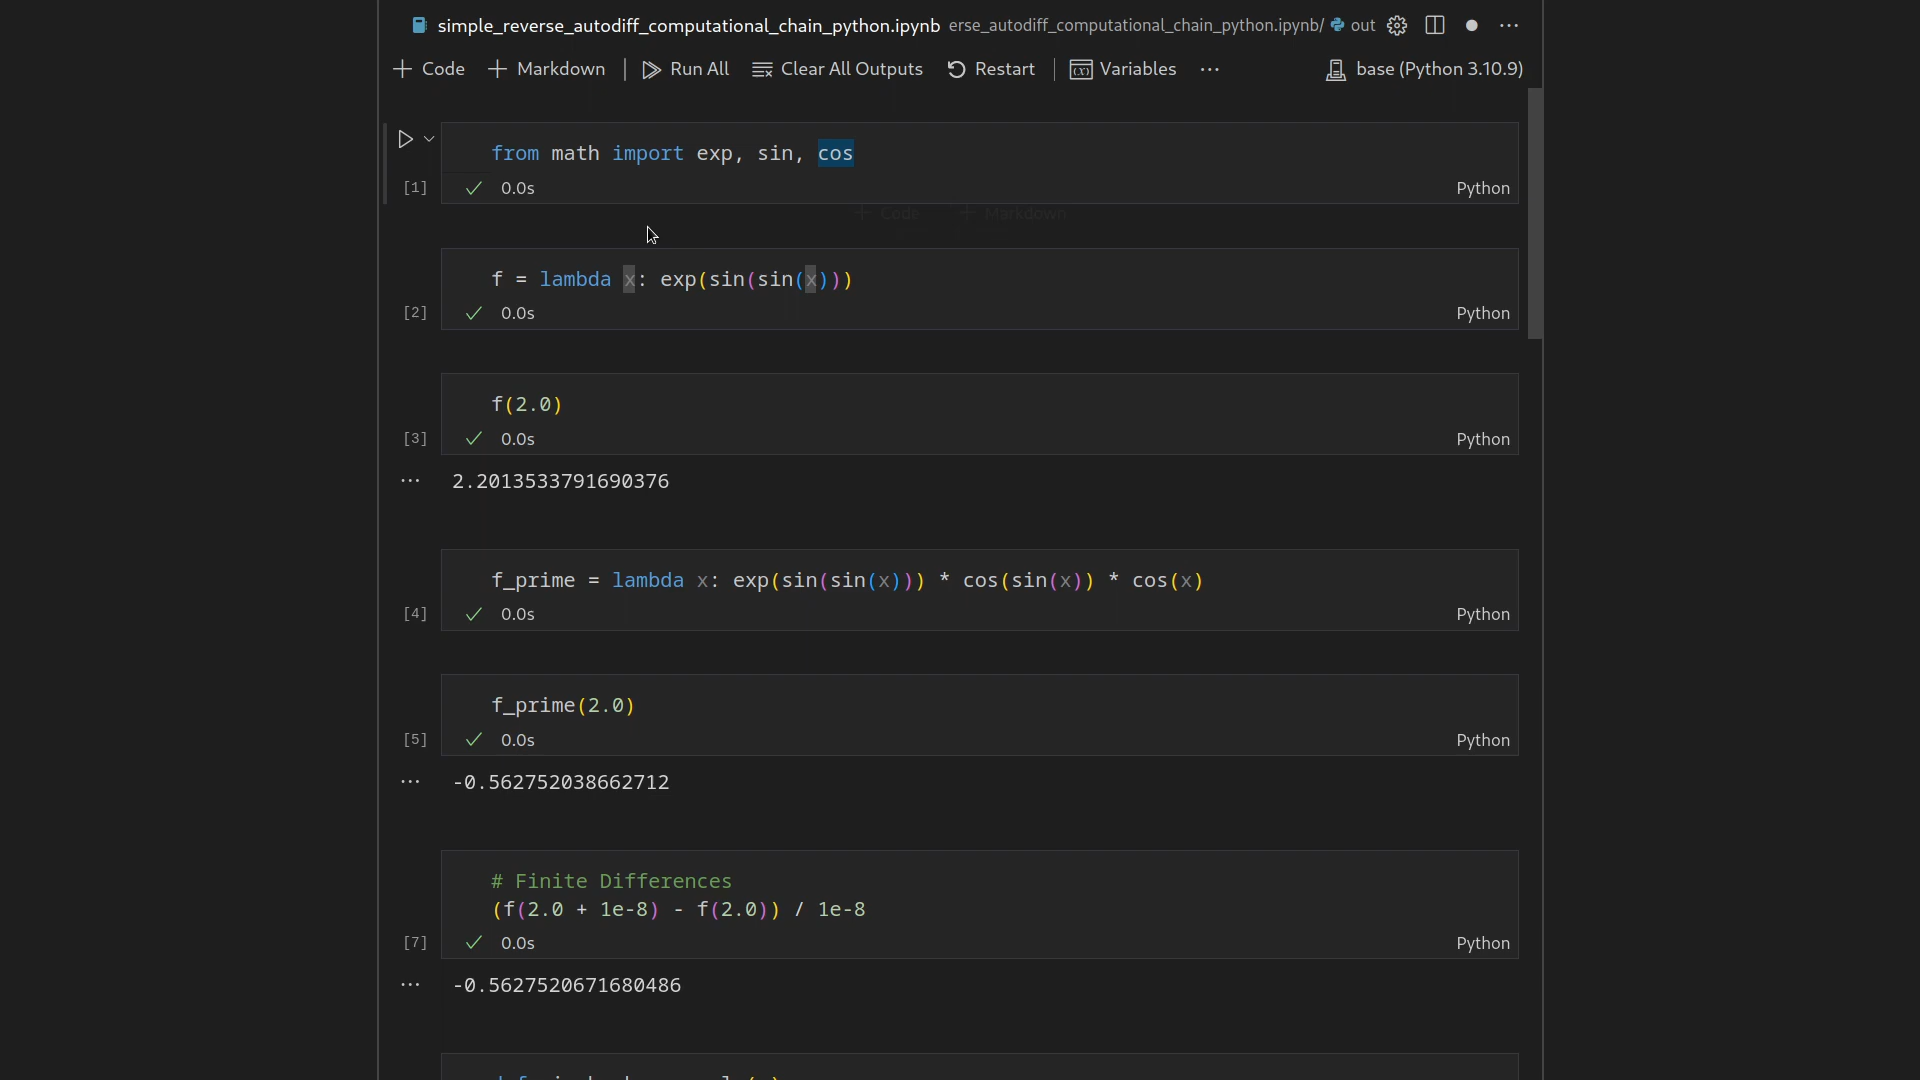 simple_reverse_autodiff_computational_chain_python.ipynb erse_autodiff_computational_chain_python.ipynb/ out ···
Code Markdown Run All Clear All Outputs Restart Variables ··· base (Python 3.10.9)
from math import exp, sin, cos
[1] 0.0s Python
Code Markdown
f = lambda x: exp(sin(sin(x)))
[2] 0.0s Python
f(2.0)
[3] 0.0s Python
··· 2.2013533791690376
f_prime = lambda x: exp(sin(sin(x))) * cos(sin(x)) * cos(x)
[4] 0.0s Python
f_prime(2.0)
[5] 0.0s Python
··· -0.562752038662712
# Finite Differences
(f(2.0 + 1e-8) - f(2.0)) / 1e-8
[7] 0.0s Python
··· -0.5627520671680486